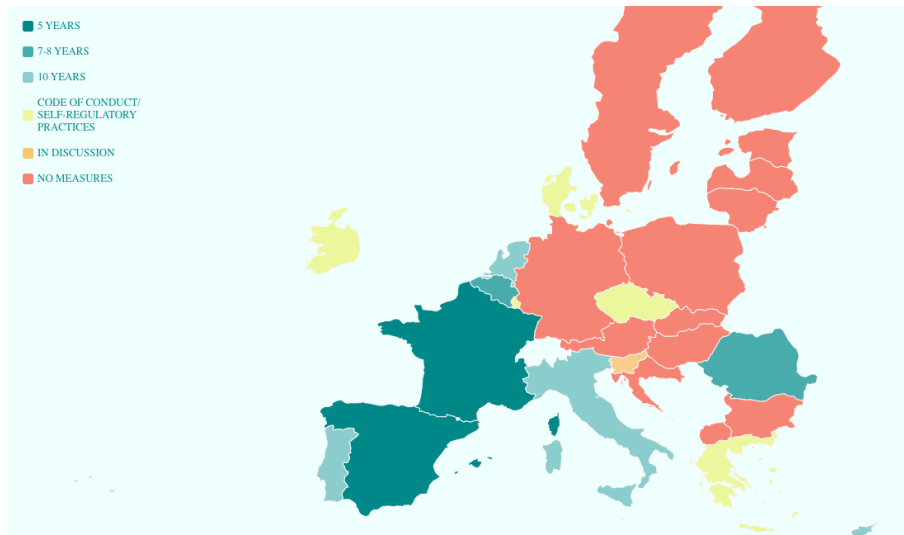 5 YEARS
7-8 YEARS
10 YEARS
CODE OF CONDUCT/
SELF-REGULATORY
PRACTICES
IN DISCUSSION
NO MEASURES